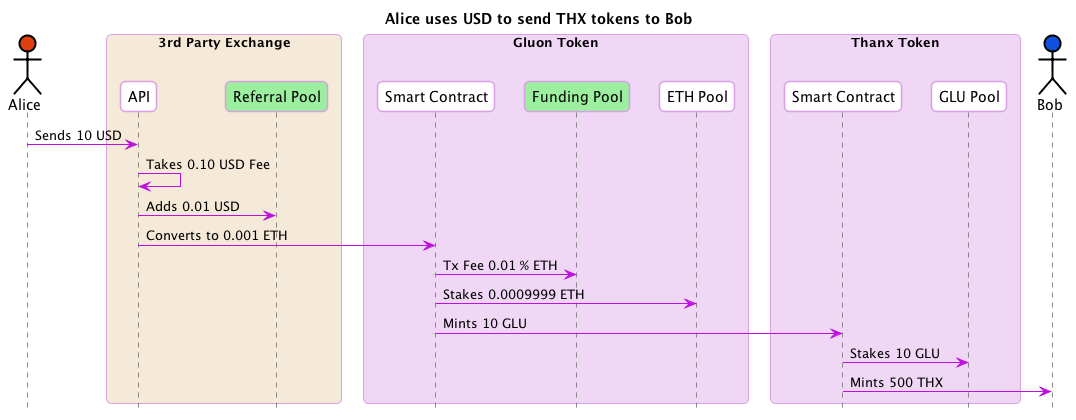 Alice uses USD to send THX tokens to Bob
3rd Party Exchange
Gluon Token
Thanx Token
Alice
API
Referral Pool
Smart Contract
Funding Pool
ETH Pool
Smart Contract
GLU Pool
Bob
Sends 10 USD
Takes 0.10 USD Fee
Adds 0.01 USD
Converts to 0.001 ETH
Tx Fee 0.01 % ETH
Stakes 0.0009999 ETH
Mints 10 GLU
Stakes 10 GLU
Mints 500 THX